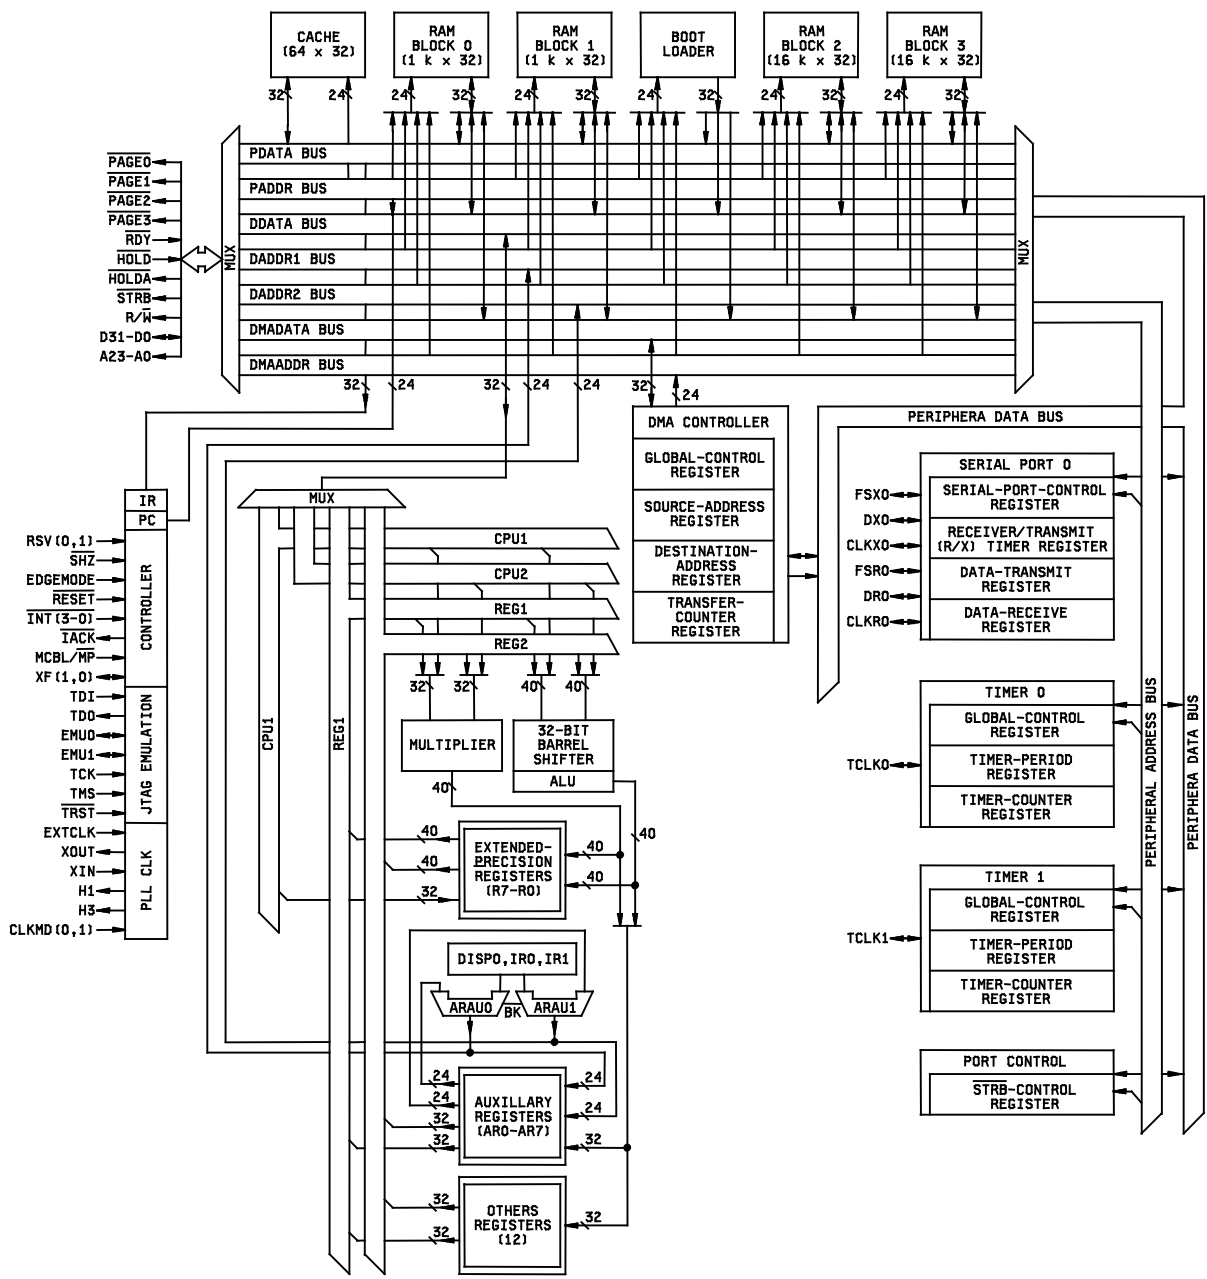 CACHE
(64 x 32)
RAM
BLOCK 0
(1 k x 32)
RAM
BLOCK 1
(1 k x 32)
BOOT
LOADER
RAM
BLOCK 2
(16 k x 32)
RAM
BLOCK 3
(16 k x 32)
32
24
24
32
24
32
24
32
24
32
24
32
PDATA BUS
PADDR BUS
DDATA BUS
DADDR1 BUS
DADDR2 BUS
DMADATA BUS
DMAADDR BUS
MUX
MUX
PAGE0
PAGE1
PAGE2
PAGE3
RDY
HOLD
HOLDA
STRB
R/W
D31-D0
A23-A0
32
24
32
24
24
32
24
DMA CONTROLLER
GLOBAL-CONTROL
REGISTER
SOURCE-ADDRESS
REGISTER
DESTINATION-
ADDRESS
REGISTER
TRANSFER-
COUNTER
REGISTER
PERIPHERA DATA BUS
IR
PC
CONTROLLER
JTAG EMULATION
PLL CLK
RSV(0,1)
SHZ
EDGEMODE
RESET
INT(3-0)
IACK
MCBL/MP
XF(1,0)
TDI
TDO
EMU0
EMU1
TCK
TMS
TRST
EXTCLK
XOUT
XIN
H1
H3
CLKMD(0,1)
MUX
CPU1
CPU2
REG1
REG2
CPU1
REG1
32
32
40
40
MULTIPLIER
32-BIT
BARREL
SHIFTER
ALU
40
40
40
40
32
EXTENDED-
PRECISION
REGISTERS
(R7-R0)
40
40
DISPO,IRO,IR1
ARAU0
BK
ARAU1
24
24
32
32
AUXILLARY
REGISTERS
(AR0-AR7)
24
24
32
32
32
OTHERS
REGISTERS
(12)
32
SERIAL PORT 0
SERIAL-PORT-CONTROL
REGISTER
RECEIVER/TRANSMIT
(R/X) TIMER REGISTER
DATA-TRANSMIT
REGISTER
DATA-RECEIVE
REGISTER
FSX0
DX0
CLKX0
FSR0
DR0
CLKR0
TIMER 0
GLOBAL-CONTROL
REGISTER
TIMER-PERIOD
REGISTER
TIMER-COUNTER
REGISTER
TCLK0
TIMER 1
GLOBAL-CONTROL
REGISTER
TIMER-PERIOD
REGISTER
TIMER-COUNTER
REGISTER
TCLK1
PORT CONTROL
STRB-CONTROL
REGISTER
PERIPHERAL ADDRESS BUS
PERIPHERA DATA BUS